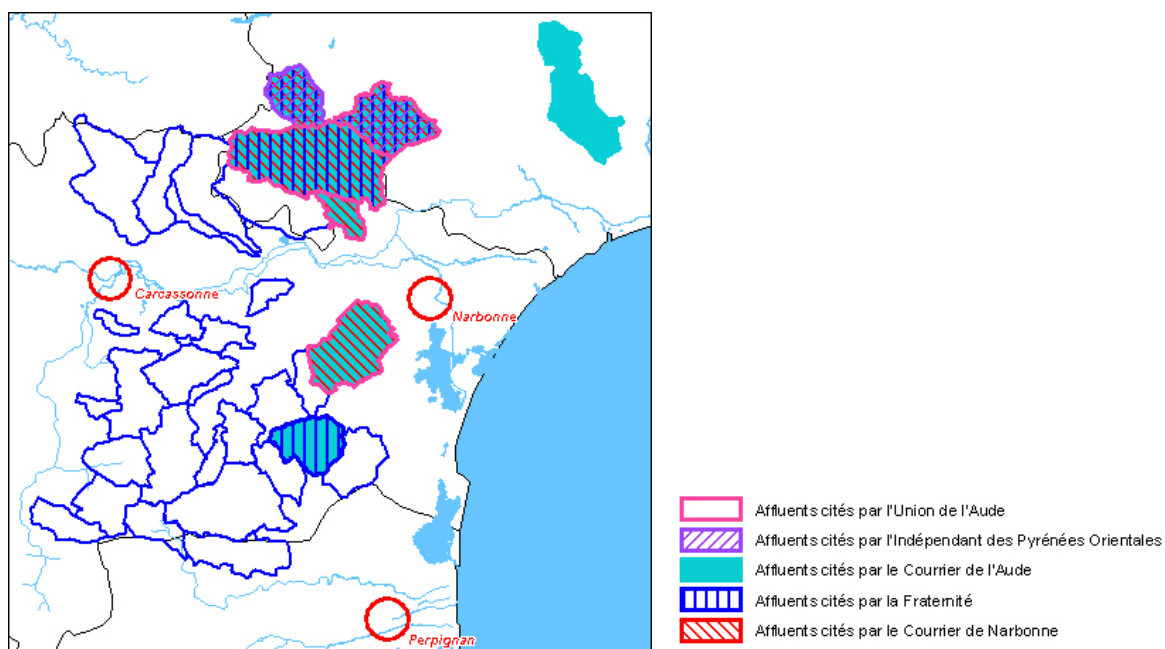 Carcassonne
Narbonne
Perpignan
Affluents cités par l'Union de l'Aude
Affluents cités par l'Indépendant des Pyrénées Orientales
Affluents cités par le Courrier de l'Aude
Affluents cités par la Fraternité
Affluents cités par le Courrier de Narbonne